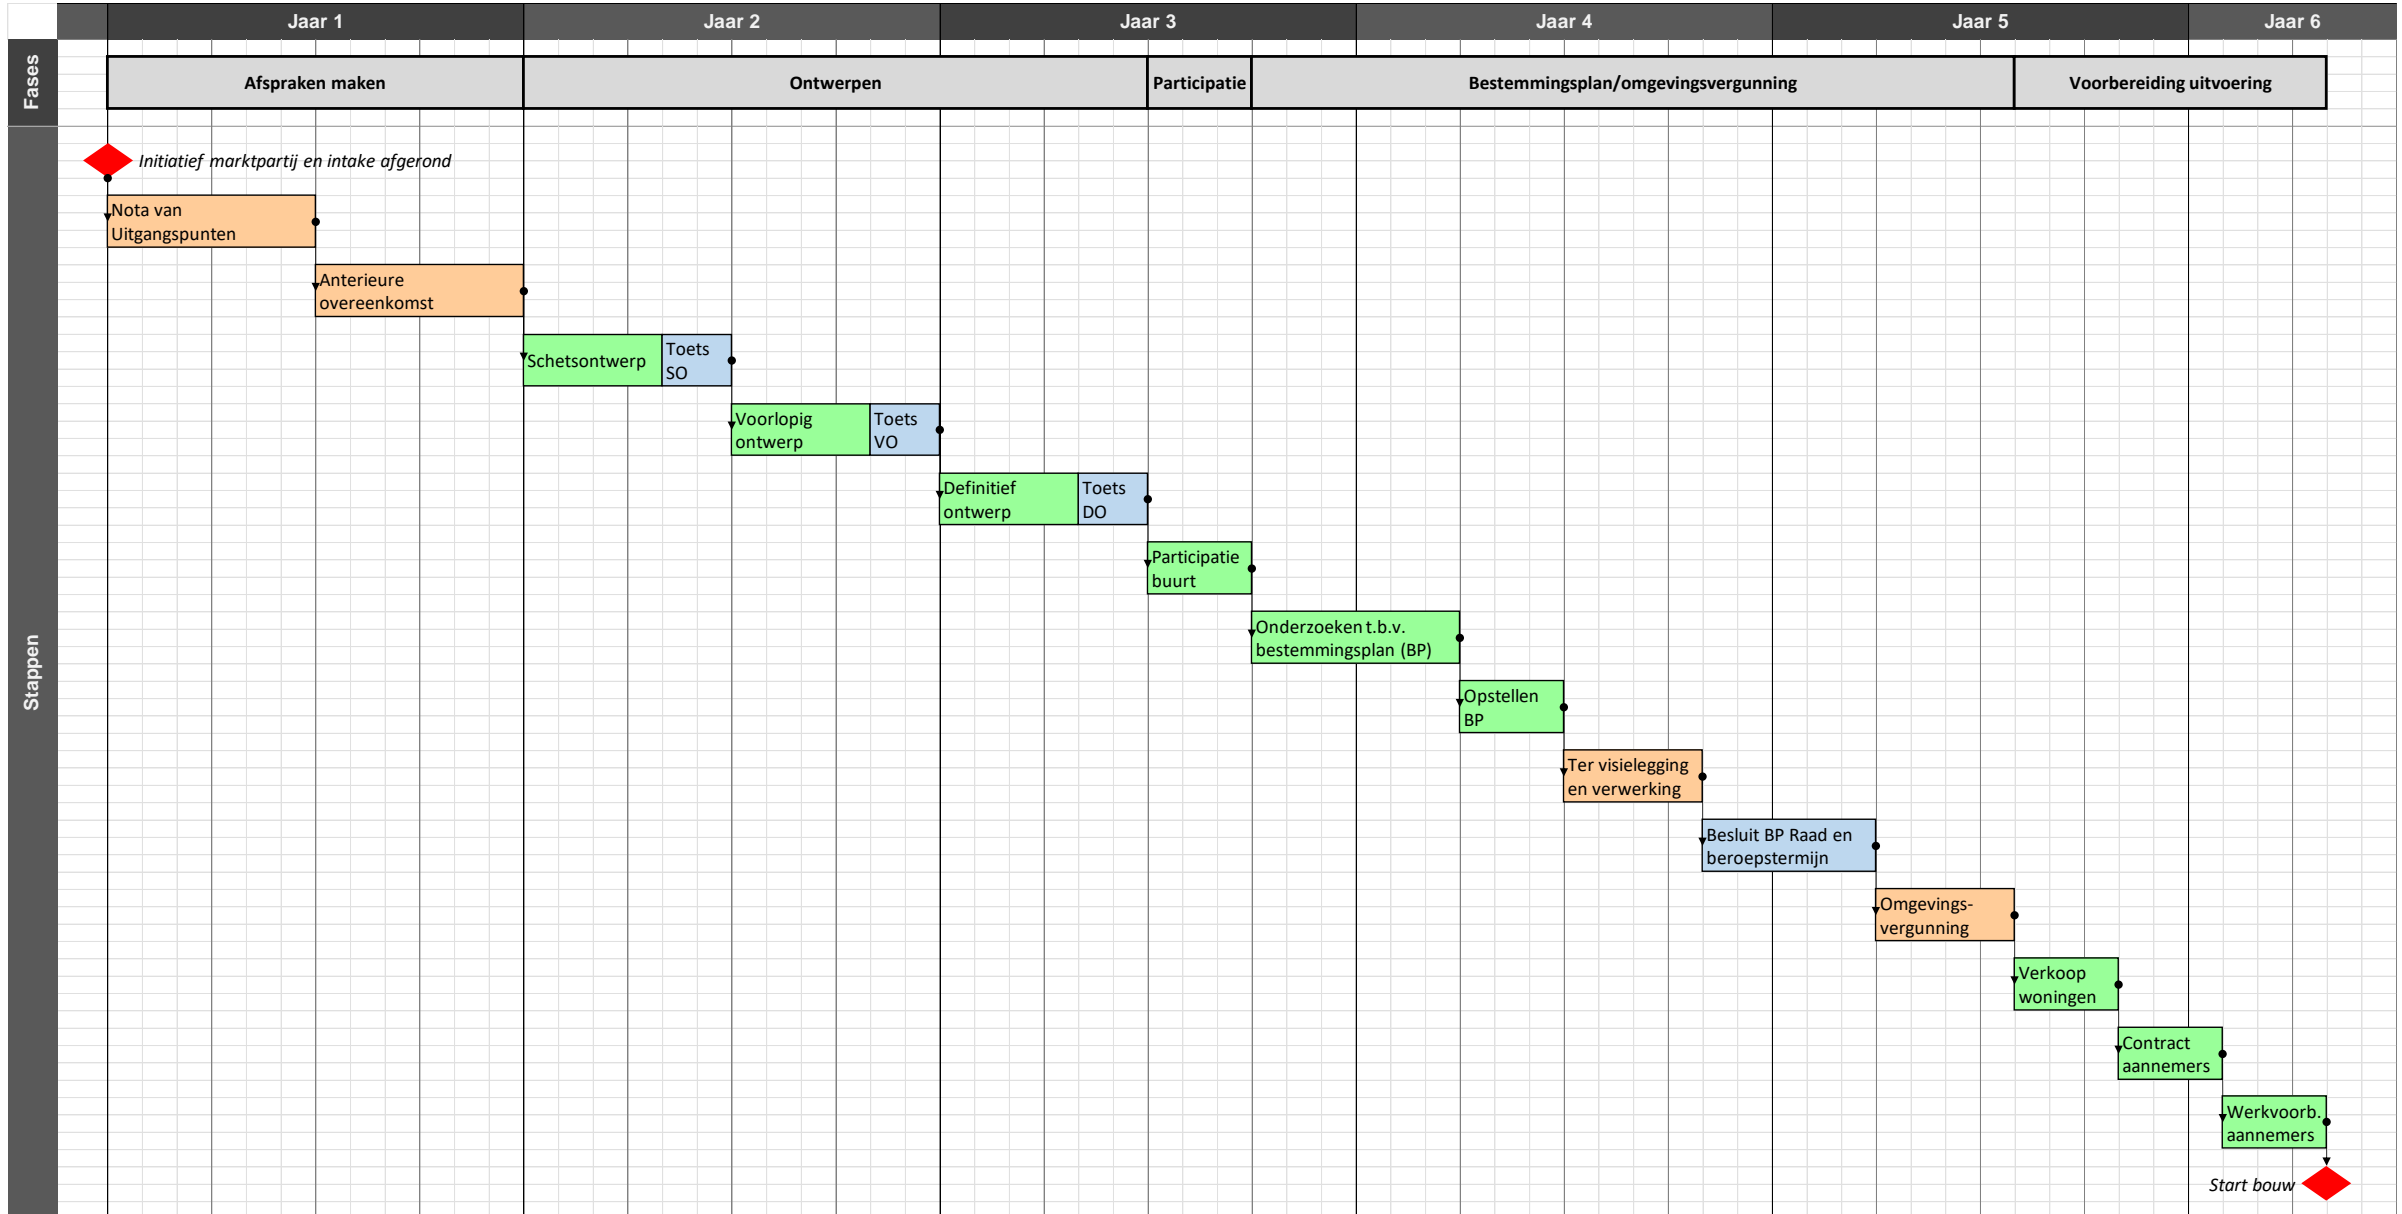 Jaar 1
Jaar 2
Jaar 3
Jaar 4
Jaar 5
Jaar 6
Fases
Afspraken maken
Ontwerpen
Participatie
Bestemmingsplan/omgevingsvergunning
Voorbereiding uitvoering
Stappen
Initiatief marktpartij en intake afgerond
Nota van
Uitgangspunten
Anterieure
overeenkomst
Schetsontwerp
Toets
SO
Voorlopig
ontwerp
Toets
VO
Definitief
ontwerp
Toets
DO
Participatie
buurt
Onderzoeken t.b.v.
bestemmingsplan (BP)
Opstellen
BP
Ter visielegging
en verwerking
Besluit BP Raad en
beroepstermijn
Omgevings-
vergunning
Verkoop
woningen
Contract
aannemers
Werkvoorb.
aannemers
Start bouw